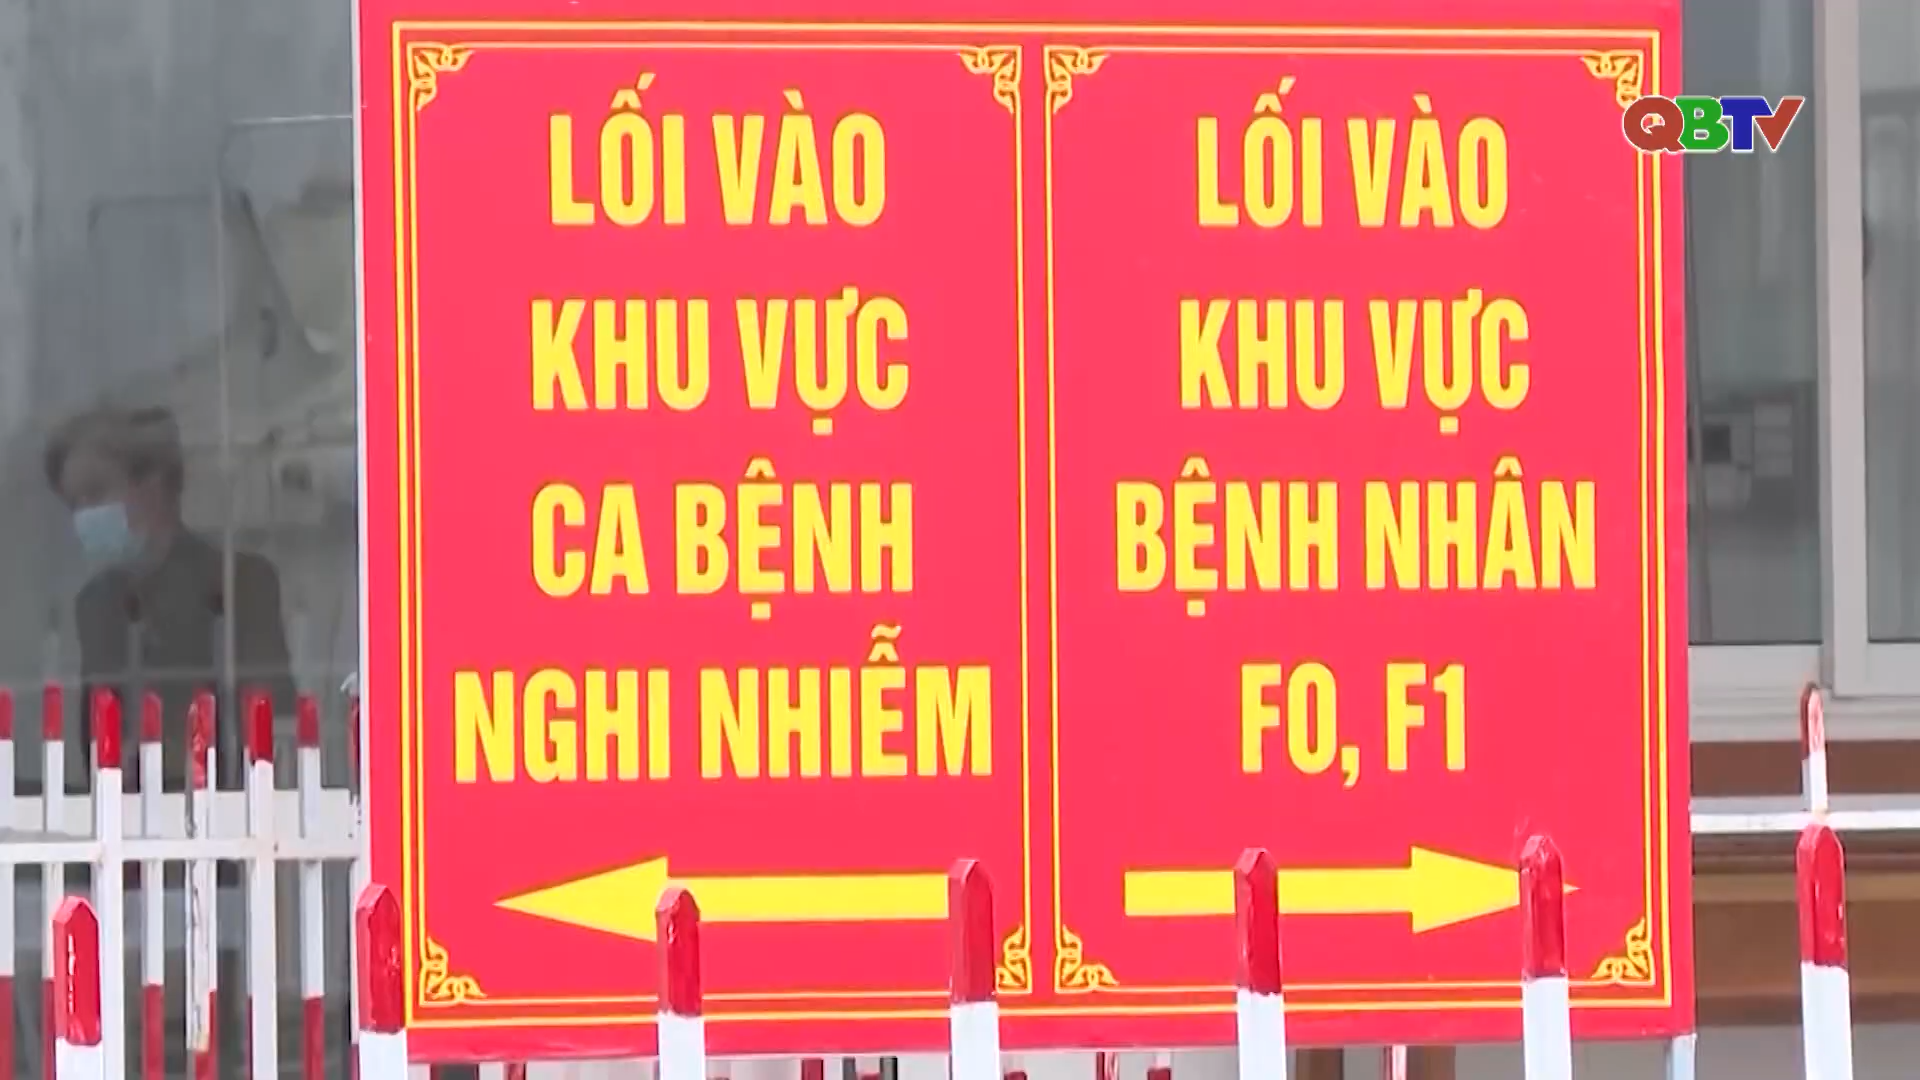 LỐI VÀO
KHU VỰC
CA BỆNH
NGHI NHIỄM
LỐI VÀO
KHU VỰC
BỆNH NHÂN
F0, F1
QBTV